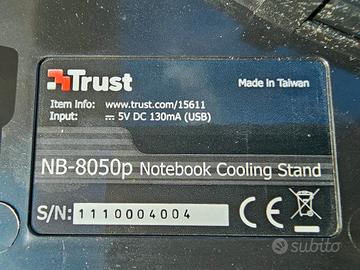 Trust
Made in Taiwan
Item info: www.trust.com/15611
Input: ⎓ 5V DC 130mA (USB)
NB-8050p Notebook Cooling Stand
S/N: 1110004004
CE
subito